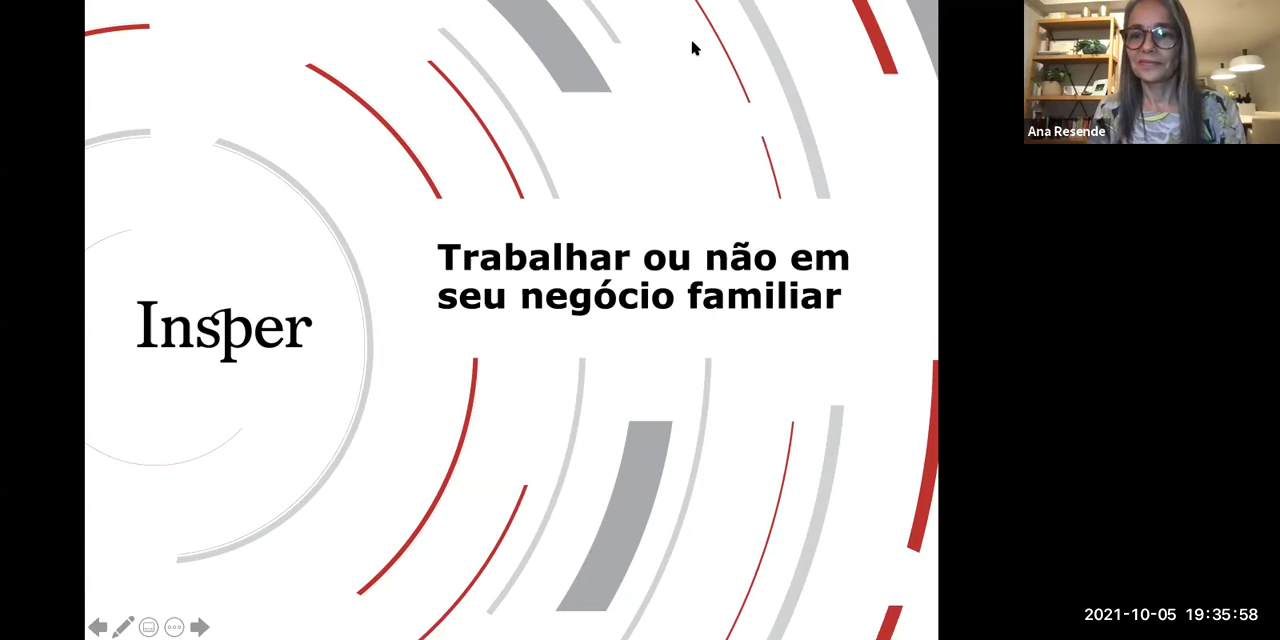 Ana Resende
Trabalhar ou não em
seu negócio familiar
Insper
2021-10-05 19:35:58